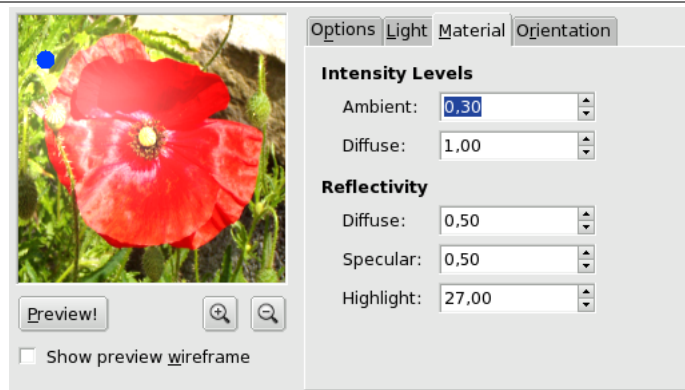 Options Light Material Orientation
Intensity Levels
Ambient: 0,30
Diffuse: 1,00
Reflectivity
Diffuse: 0,50
Specular: 0,50
Highlight: 27,00
Preview!
Show preview wireframe